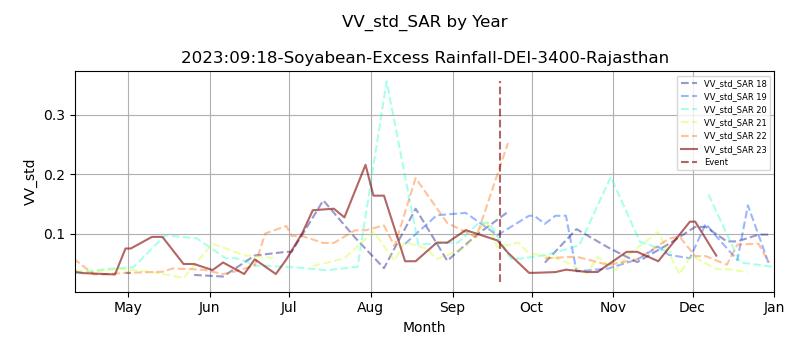 VV_std_SAR by Year
2023:09:18-Soyabean-Excess Rainfall-DEI-3400-Rajasthan
VV_std
0.3
0.2
0.1
VV_std_SAR 18
VV_std_SAR 19
VV_std_SAR 20
VV_std_SAR 21
VV_std_SAR 22
VV_std_SAR 23
Event
May Jun Jul Aug Sep Oct Nov Dec Jan
Month